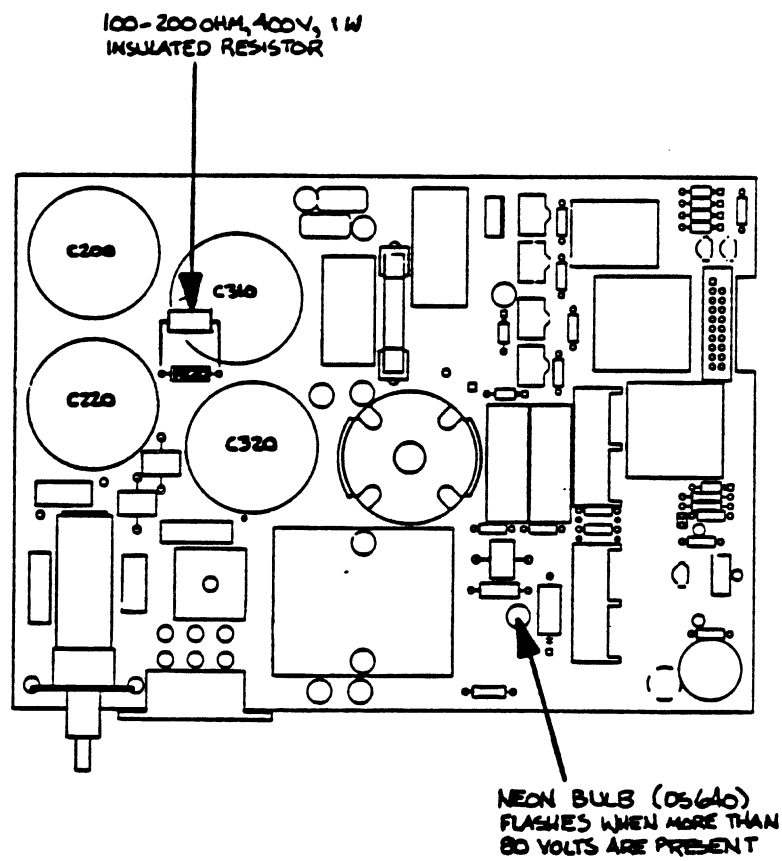 100-200 OHM, 400V, 1W
INSULATED RESISTOR
C200
C310
C220
C320
NEON BULB (DS640)
FLASHES WHEN MORE THAN
80 VOLTS ARE PRESENT